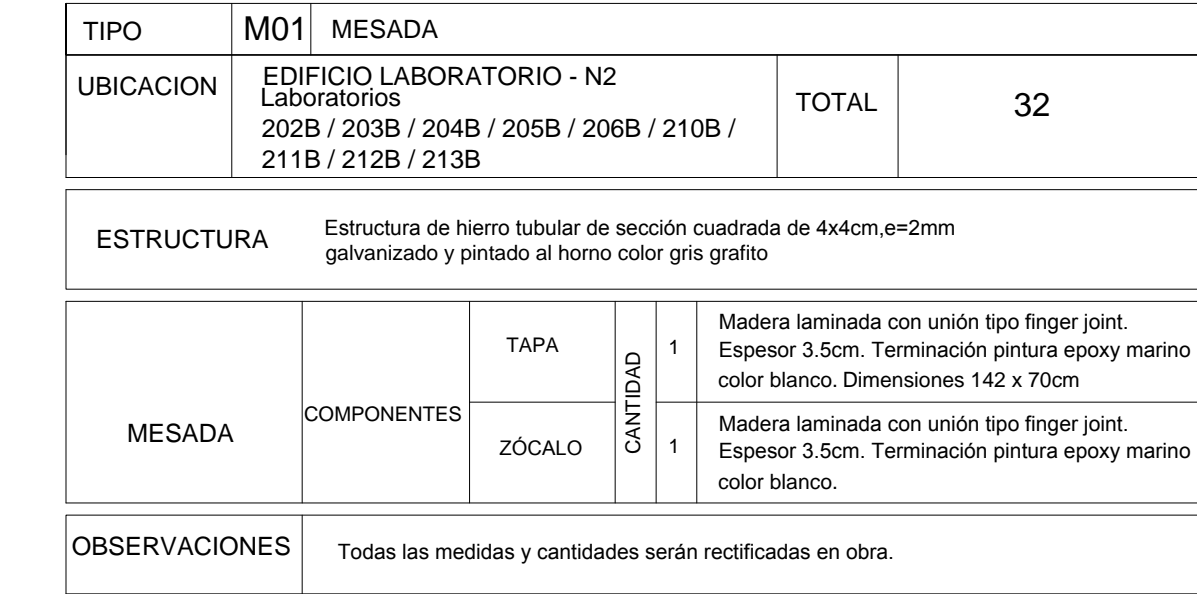 TIPO M01 MESADA
UBICACION
EDIFICIO LABORATORIO - N2
Laboratorios
202B / 203B / 204B / 205B / 206B / 210B /
211B / 212B / 213B
TOTAL 32
ESTRUCTURA
Estructura de hierro tubular de sección cuadrada de 4x4cm,e=2mm
galvanizado y pintado al horno color gris grafito
MESADA
COMPONENTES
CANTIDAD
TAPA 1
Madera laminada con unión tipo finger joint.
Espesor 3.5cm. Terminación pintura epoxy marino
color blanco. Dimensiones 142 x 70cm
ZÓCALO 1
Madera laminada con unión tipo finger joint.
Espesor 3.5cm. Terminación pintura epoxy marino
color blanco.
OBSERVACIONES
Todas las medidas y cantidades serán rectificadas en obra.